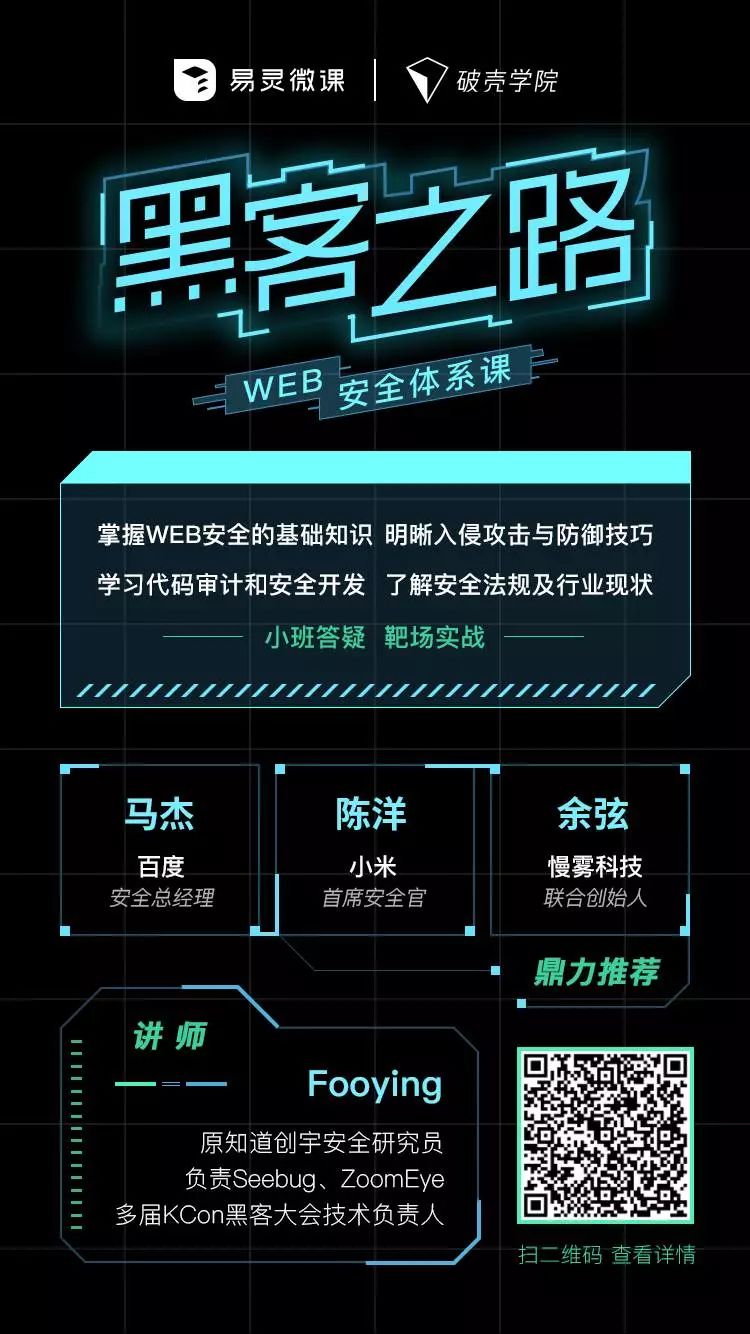 易灵微课 破壳学院
黑客之路
WEB 安全体系课
掌握WEB安全的基础知识 明晰入侵攻击与防御技巧
学习代码审计和安全开发 了解安全法规及行业现状
小班答疑 靶场实战
马杰
百度
安全总经理
陈洋
小米
首席安全官
余弦
慢雾科技
联合创始人
鼎力推荐
讲师
Fooying
原知道创宇安全研究员
负责Seebug、ZoomEye
多届KCon黑客大会技术负责人
扫二维码 查看详情